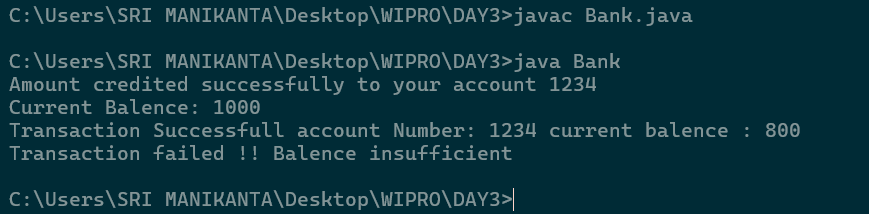 C:\Users\SRI MANIKANTA\Desktop\WIPRO\DAY3>javac Bank.java
C:\Users\SRI MANIKANTA\Desktop\WIPRO\DAY3>java Bank
Amount credited successfully to your account 1234
Current Balence: 1000
Transaction Successfull account Number: 1234 current balence : 800
Transaction failed !! Balence insufficient
C:\Users\SRI MANIKANTA\Desktop\WIPRO\DAY3>